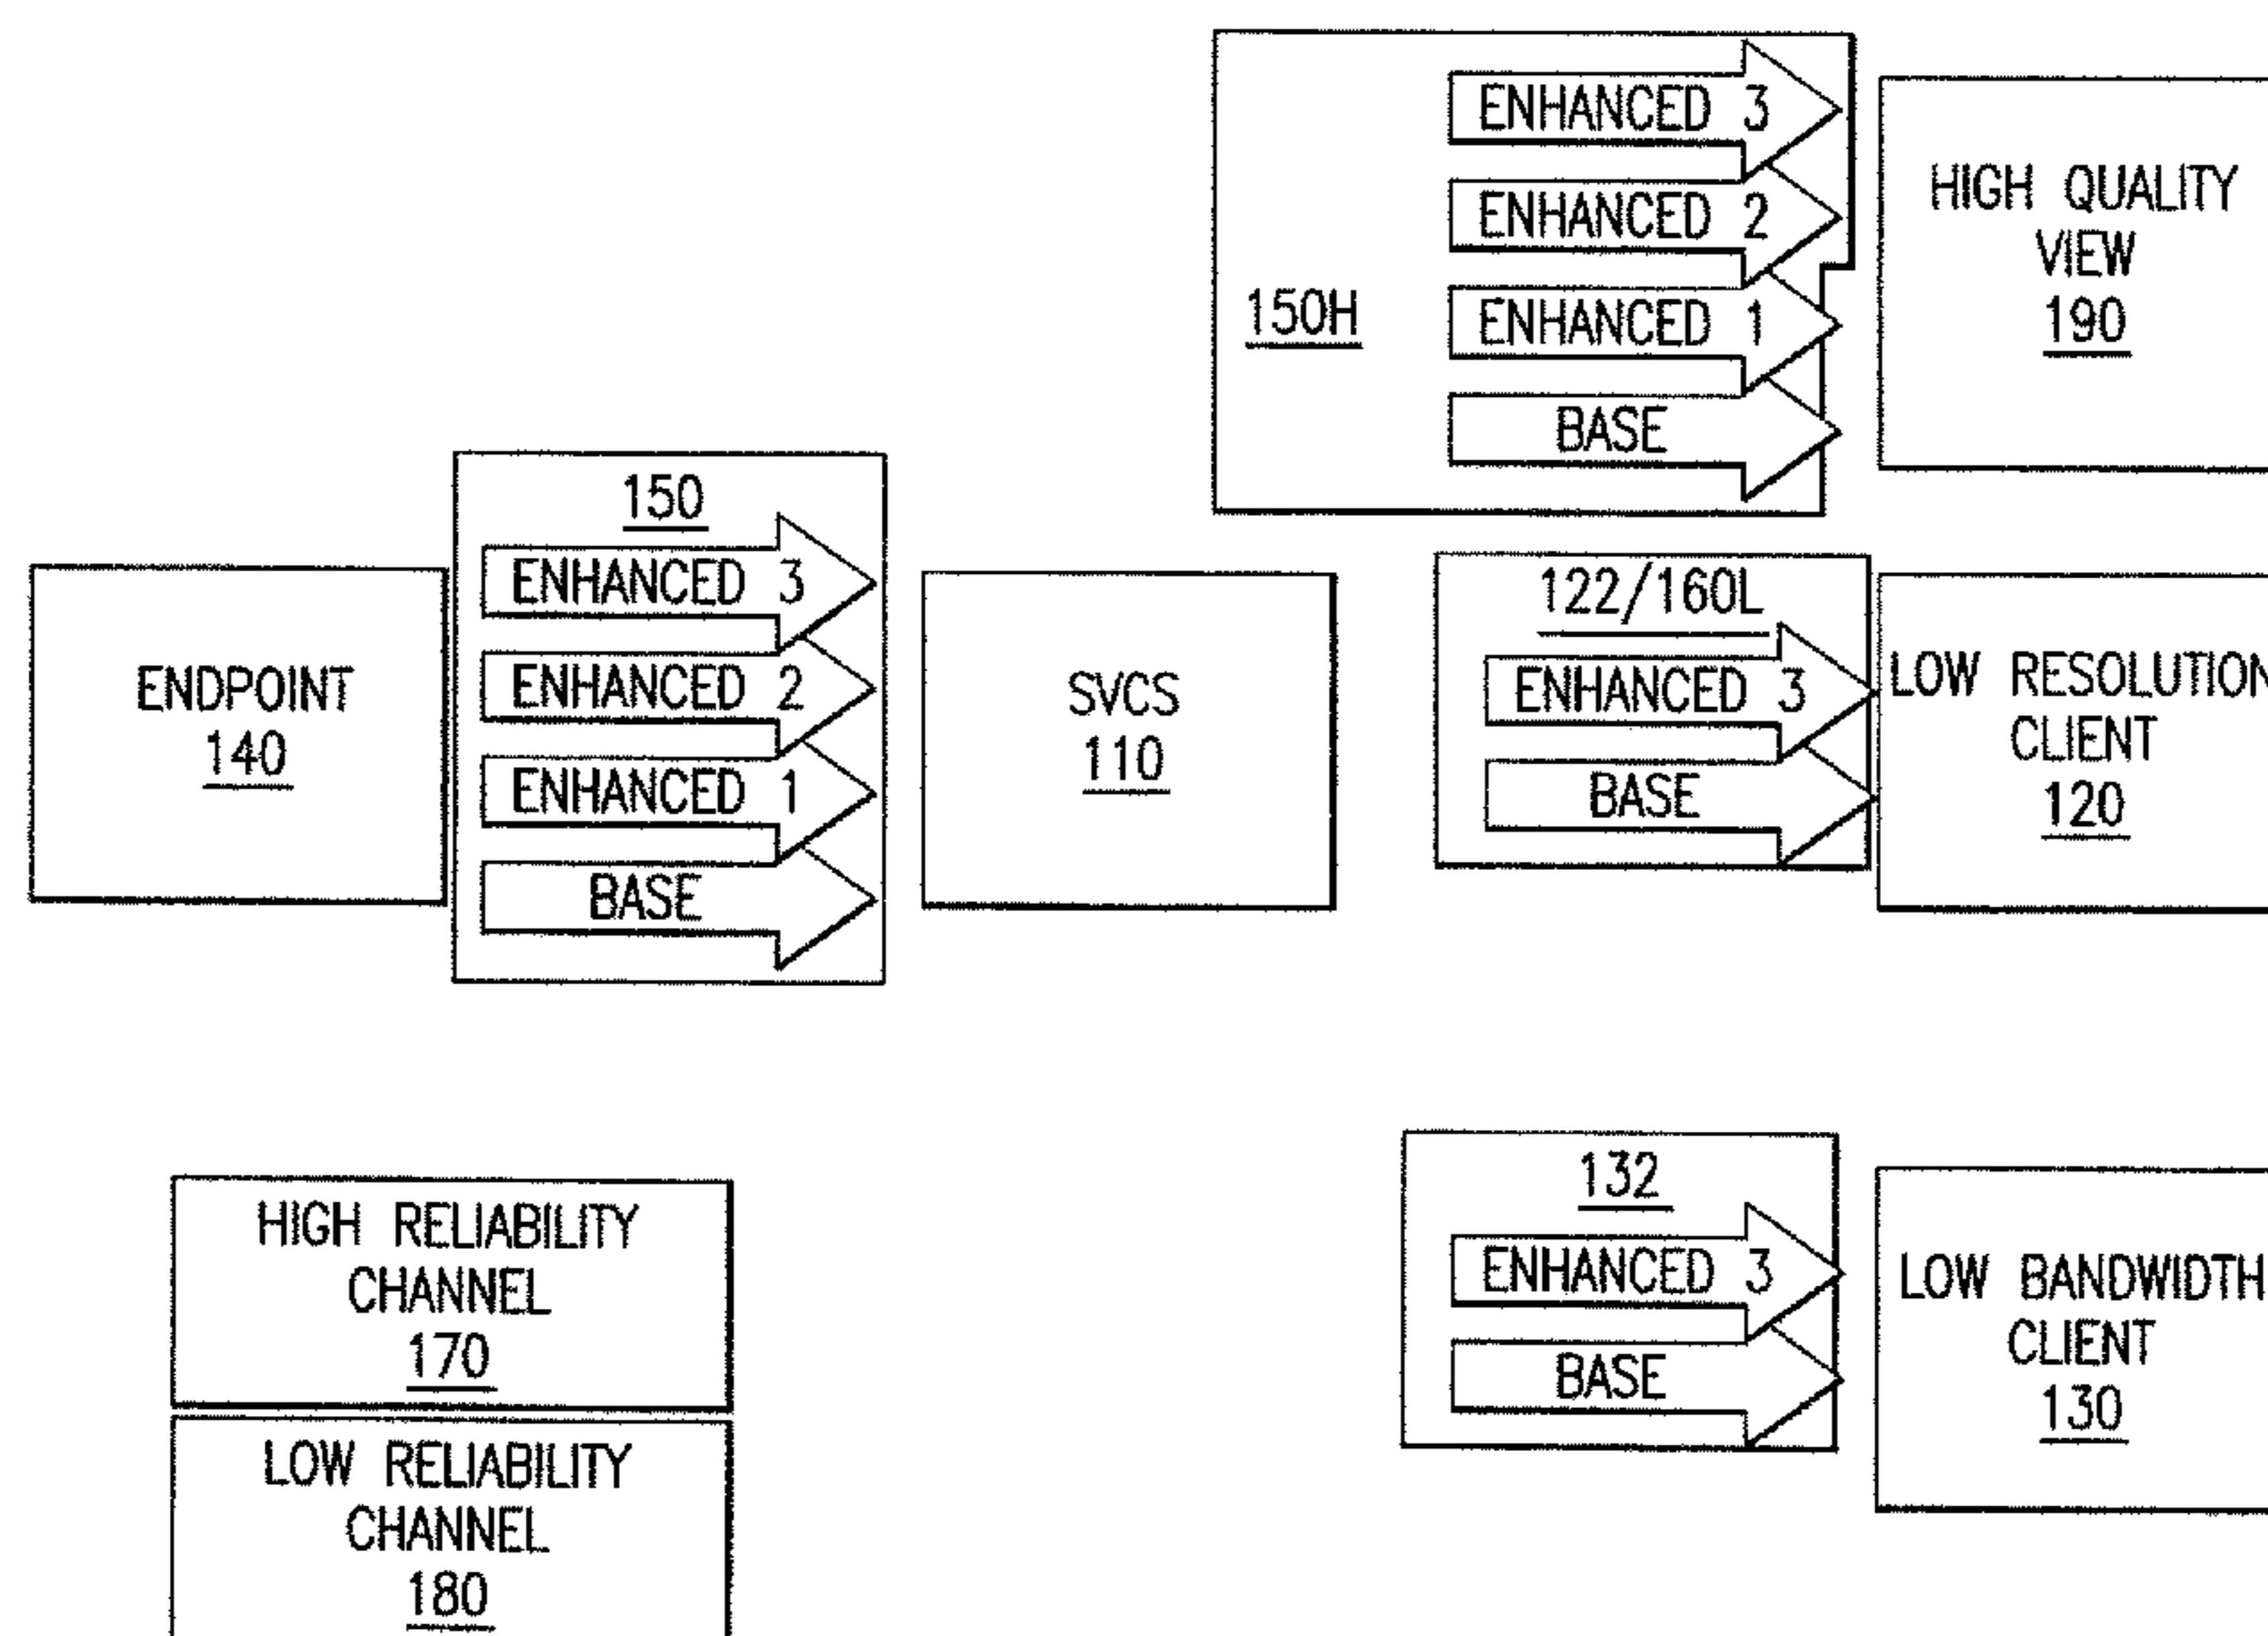 ENHANCED 3
ENHANCED 2
150H
ENHANCED 1
BASE
HIGH QUALITY
VIEW
190
150
ENHANCED 3
ENHANCED 2
ENHANCED 1
BASE
ENDPOINT
140
SVCS
110
122/160L
ENHANCED 3
BASE
LOW RESOLUTION
CLIENT
120
HIGH RELIABILITY
CHANNEL
170
LOW RELIABILITY
CHANNEL
180
132
ENHANCED 3
BASE
LOW BANDWIDTH
CLIENT
130